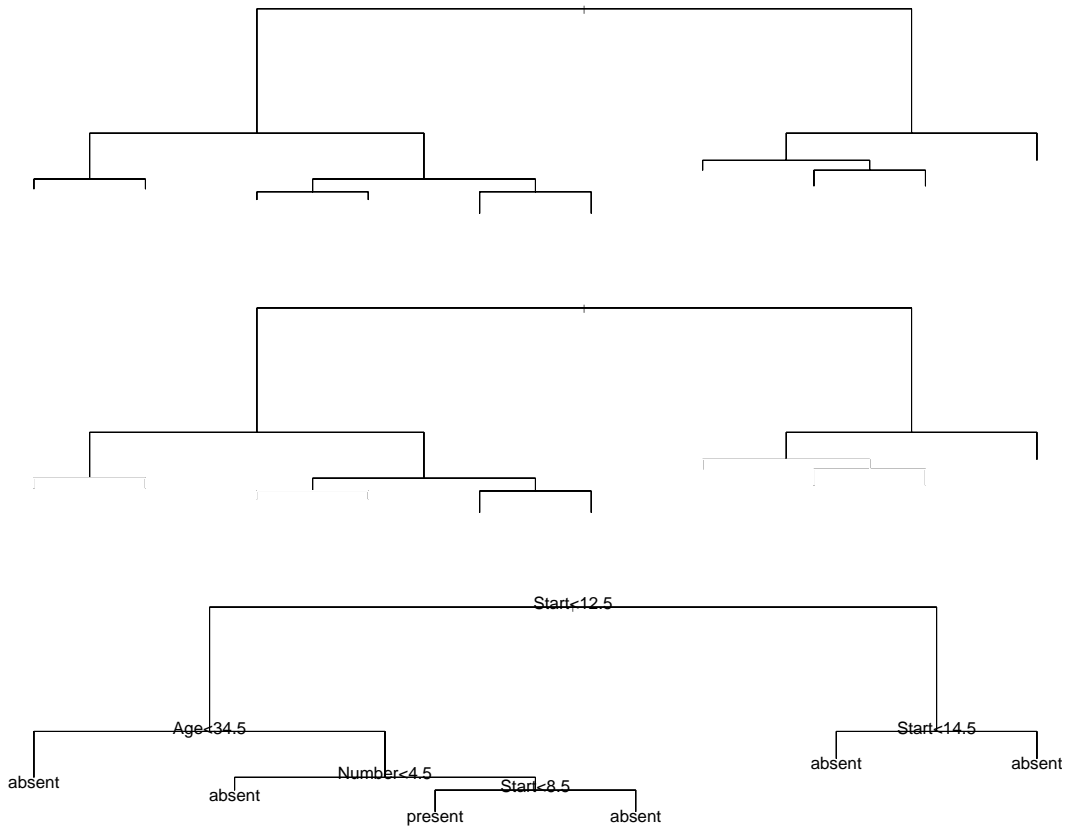 Start<12.5
Age<34.5
Start<14.5
absent
Number<4.5
absent
Start<8.5
absent
absent
present
absent